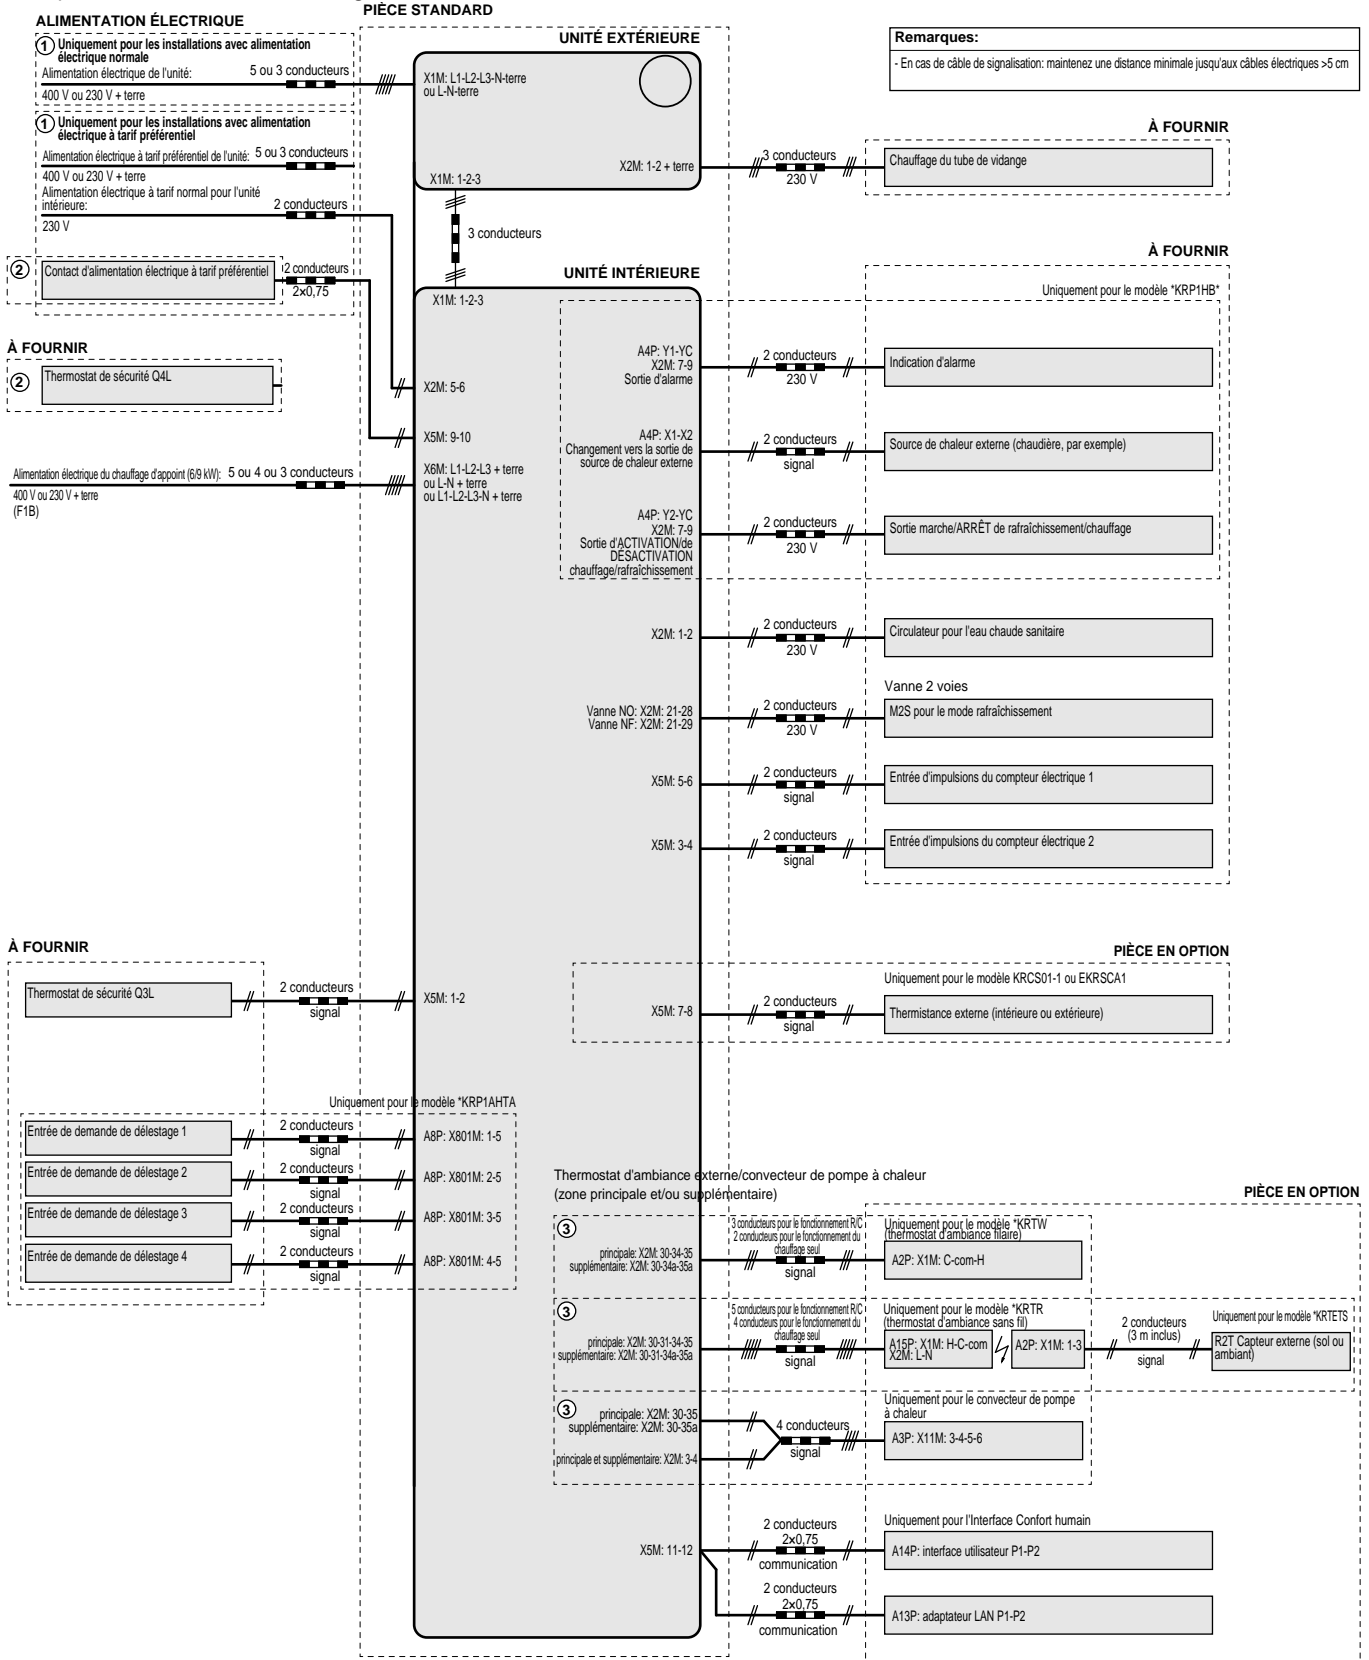 PIÈCE STANDARD
ALIMENTATION ÉLECTRIQUE
1 Uniquement pour les installations avec alimentation
électrique normale
Alimentation électrique de l'unité: 5 ou 3 conducteurs
400 V ou 230 V + terre
1 Uniquement pour les installations avec alimentation
électrique à tarif préférentiel
Alimentation électrique à tarif préférentiel de l'unité: 5 ou 3 conducteurs
400 V ou 230 V + terre
Alimentation électrique à tarif normal pour l'unité
intérieure: 2 conducteurs
230 V
2 Contact d'alimentation électrique à tarif préférentiel
2 conducteurs
2×0,75
À FOURNIR
2 Thermostat de sécurité Q4L
Alimentation électrique du chauffage d'appoint (6/9 kW): 5 ou 4 ou 3 conducteurs
400 V ou 230 V + terre
(F1B)
UNITÉ EXTÉRIEURE
X1M: L1-L2-L3-N-terre
ou L-N-terre
X2M: 1-2 + terre
X1M: 1-2-3
3 conducteurs
Remarques:
- En cas de câble de signalisation: maintenez une distance minimale jusqu'aux câbles électriques >5 cm
À FOURNIR
3 conducteurs
230 V
Chauffage du tube de vidange
UNITÉ INTÉRIEURE
X1M: 1-2-3
X2M: 5-6
X5M: 9-10
X6M: L1-L2-L3 + terre
ou L-N + terre
ou L1-L2-L3-N + terre
À FOURNIR
Uniquement pour le modèle *KRP1HB*
A4P: Y1-YC
X2M: 7-9
Sortie d'alarme
2 conducteurs
230 V
Indication d'alarme
A4P: X1-X2
Changement vers la sortie de
source de chaleur externe
2 conducteurs
signal
Source de chaleur externe (chaudière, par exemple)
A4P: Y2-YC
X2M: 7-9
Sortie d'ACTIVATION/de
DÉSACTIVATION
chauffage/rafraîchissement
2 conducteurs
230 V
Sortie marche/ARRÊT de rafraîchissement/chauffage
X2M: 1-2
2 conducteurs
230 V
Circulateur pour l'eau chaude sanitaire
Vanne 2 voies
Vanne NO: X2M: 21-28
Vanne NF: X2M: 21-29
2 conducteurs
230 V
M2S pour le mode rafraîchissement
X5M: 5-6
2 conducteurs
signal
Entrée d'impulsions du compteur électrique 1
X5M: 3-4
2 conducteurs
signal
Entrée d'impulsions du compteur électrique 2
À FOURNIR
Thermostat de sécurité Q3L
2 conducteurs
signal
X5M: 1-2
PIÈCE EN OPTION
Uniquement pour le modèle KRCS01-1 ou EKRSCA1
X5M: 7-8
2 conducteurs
signal
Thermistance externe (intérieure ou extérieure)
Uniquement pour le modèle *KRP1AHTA
Entrée de demande de délestage 1
2 conducteurs
signal
A8P: X801M: 1-5
Entrée de demande de délestage 2
2 conducteurs
signal
A8P: X801M: 2-5
Entrée de demande de délestage 3
2 conducteurs
signal
A8P: X801M: 3-5
Entrée de demande de délestage 4
2 conducteurs
signal
A8P: X801M: 4-5
Thermostat d'ambiance externe/convecteur de pompe à chaleur
(zone principale et/ou supplémentaire)
PIÈCE EN OPTION
3
principale: X2M: 30-34-35
supplémentaire: X2M: 30-34a-35a
3 conducteurs pour le fonctionnement R/C
2 conducteurs pour le fonctionnement du
chauffage seul
signal
Uniquement pour le modèle *KRTW
(thermostat d'ambiance filaire)
A2P: X1M: C-com-H
3
principale: X2M: 30-31-34-35
supplémentaire: X2M: 30-31-34a-35a
5 conducteurs pour le fonctionnement R/C
4 conducteurs pour le fonctionnement du
chauffage seul
signal
Uniquement pour le modèle *KRTR
(thermostat d'ambiance sans fil)
A15P: X1M: H-C-com
X2M: L-N
A2P: X1M: 1-3
2 conducteurs
(3 m inclus)
signal
Uniquement pour le modèle *KRTETS
R2T Capteur externe (sol ou
ambiant)
3
principale: X2M: 30-35
supplémentaire: X2M: 30-35a
principale et supplémentaire: X2M: 3-4
4 conducteurs
signal
Uniquement pour le convecteur de pompe
à chaleur
A3P: X11M: 3-4-5-6
X5M: 11-12
2 conducteurs
2×0,75
communication
Uniquement pour l'Interface Confort humain
A14P: interface utilisateur P1-P2
2 conducteurs
2×0,75
communication
A13P: adaptateur LAN P1-P2